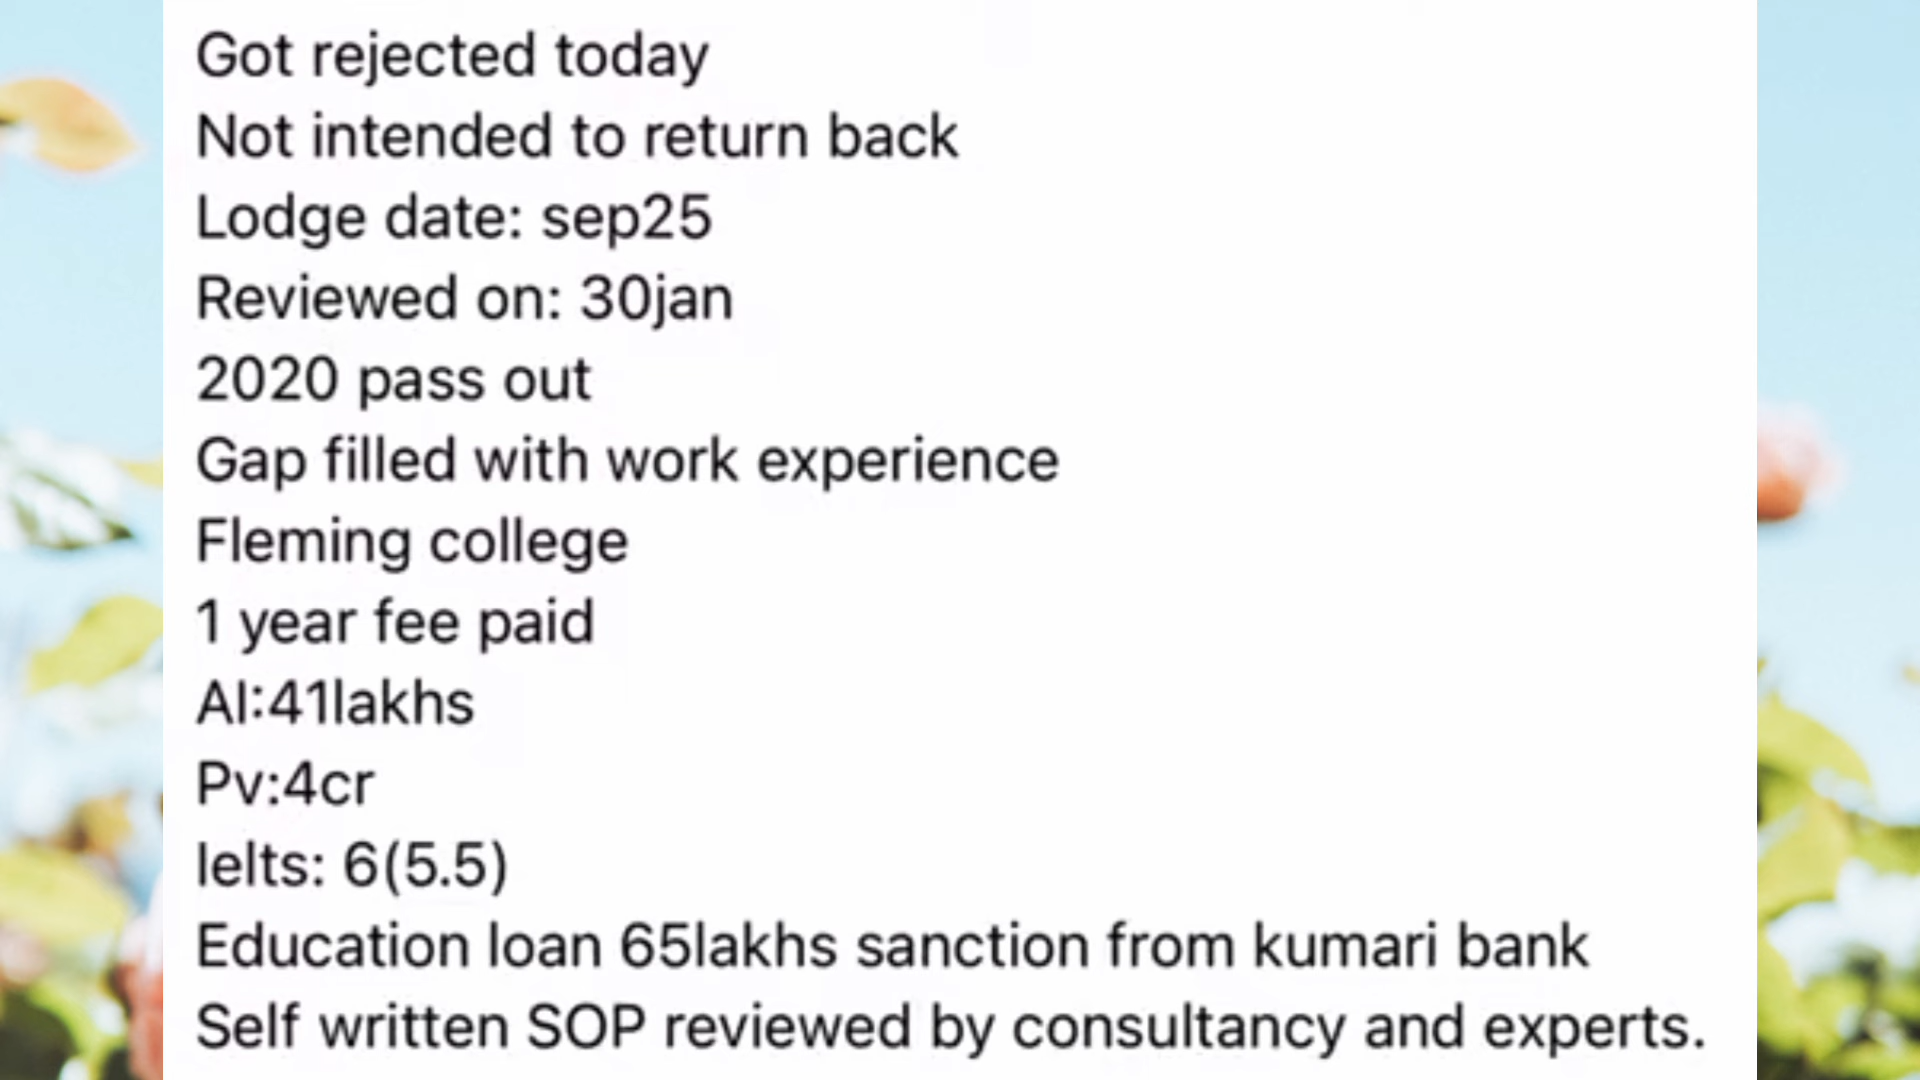 Got rejected today
Not intended to return back
Lodge date: sep25
Reviewed on: 30jan
2020 pass out
Gap filled with work experience
Fleming college
1 year fee paid
AI:41lakhs
Pv:4cr
Ielts: 6(5.5)
Education loan 65lakhs sanction from kumari bank
Self written SOP reviewed by consultancy and experts.